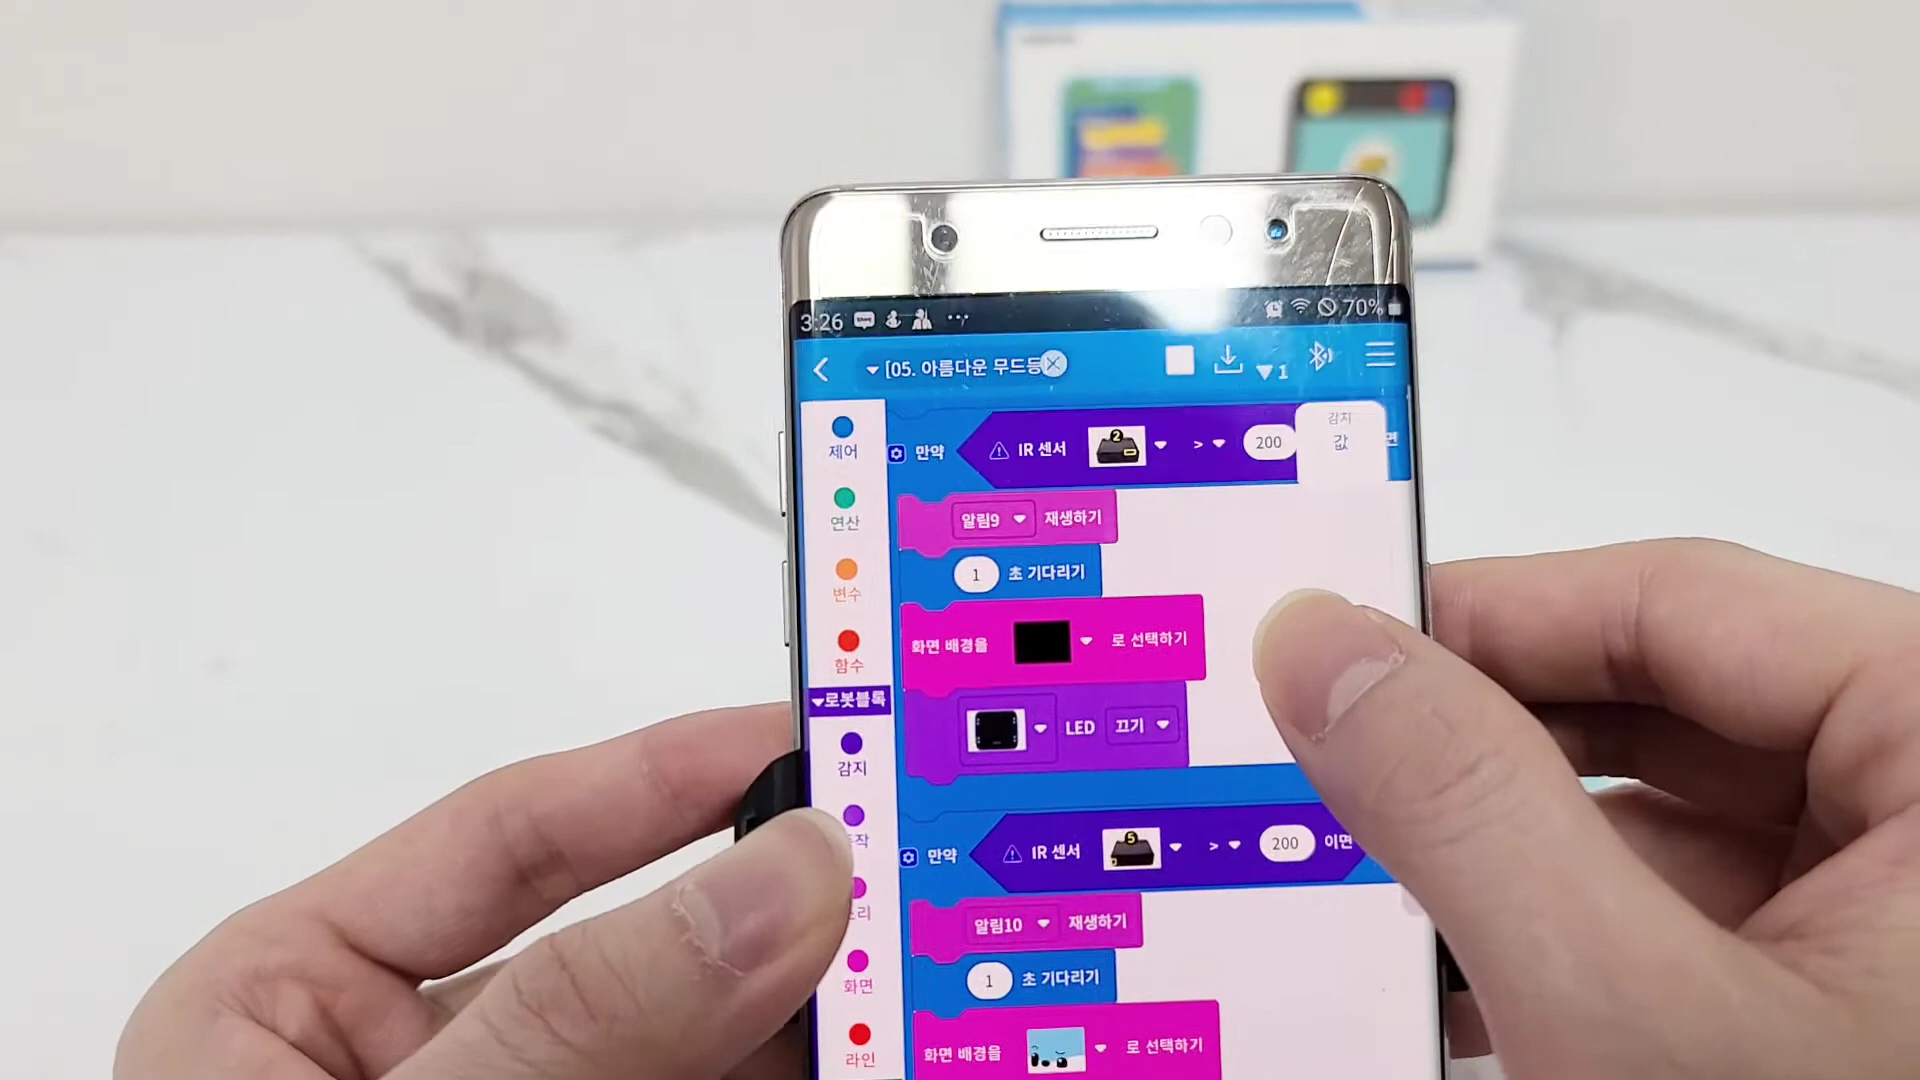 3:26 70%
[05. 아름다운 무드등
1
제어
연산
변수
함수
로봇블록
감지
화면
라인
만약 IR 센서 2 > 200 면
감지
값
알림9 재생하기
1 초 기다리기
화면 배경을 로 선택하기
LED 끄기
만약 IR 센서 5 > 200 이면
알림10 재생하기
1 초 기다리기
화면 배경을 로 선택하기